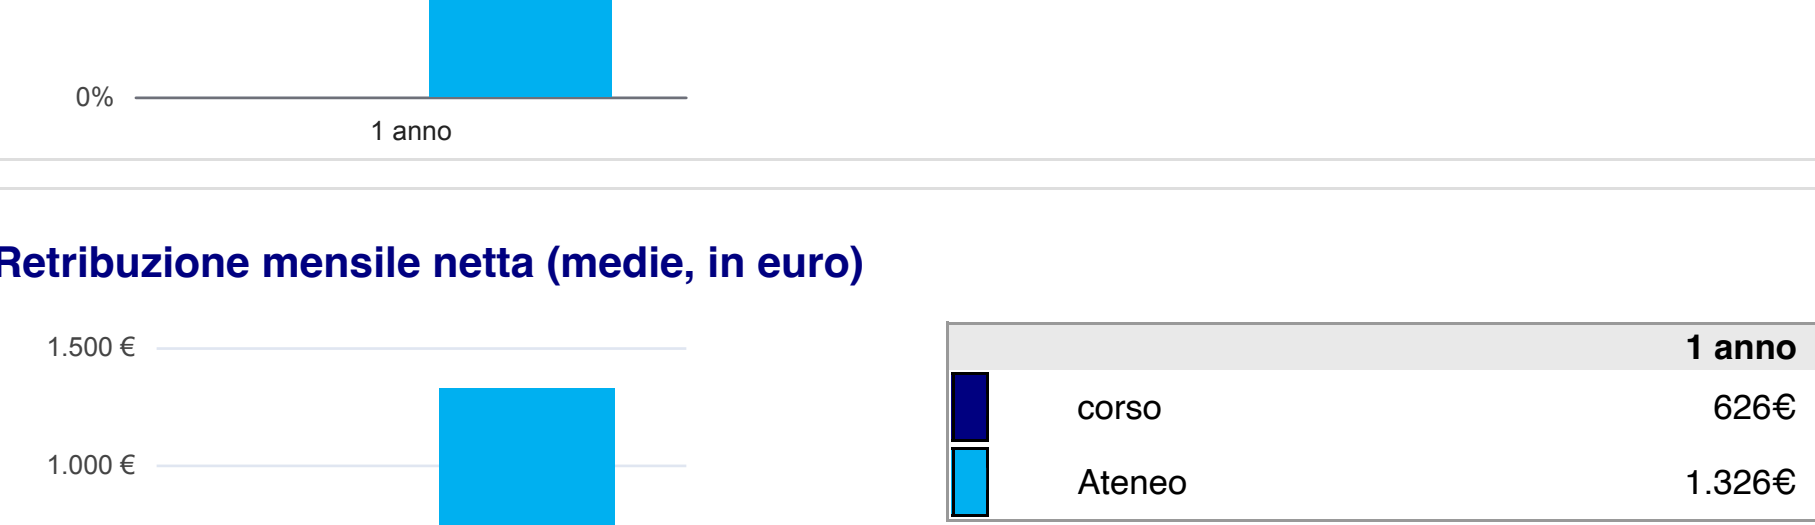 0%
1 anno
Retribuzione mensile netta (medie, in euro)
1.500 €
1.000 €
1 anno
corso 626€
Ateneo 1.326€